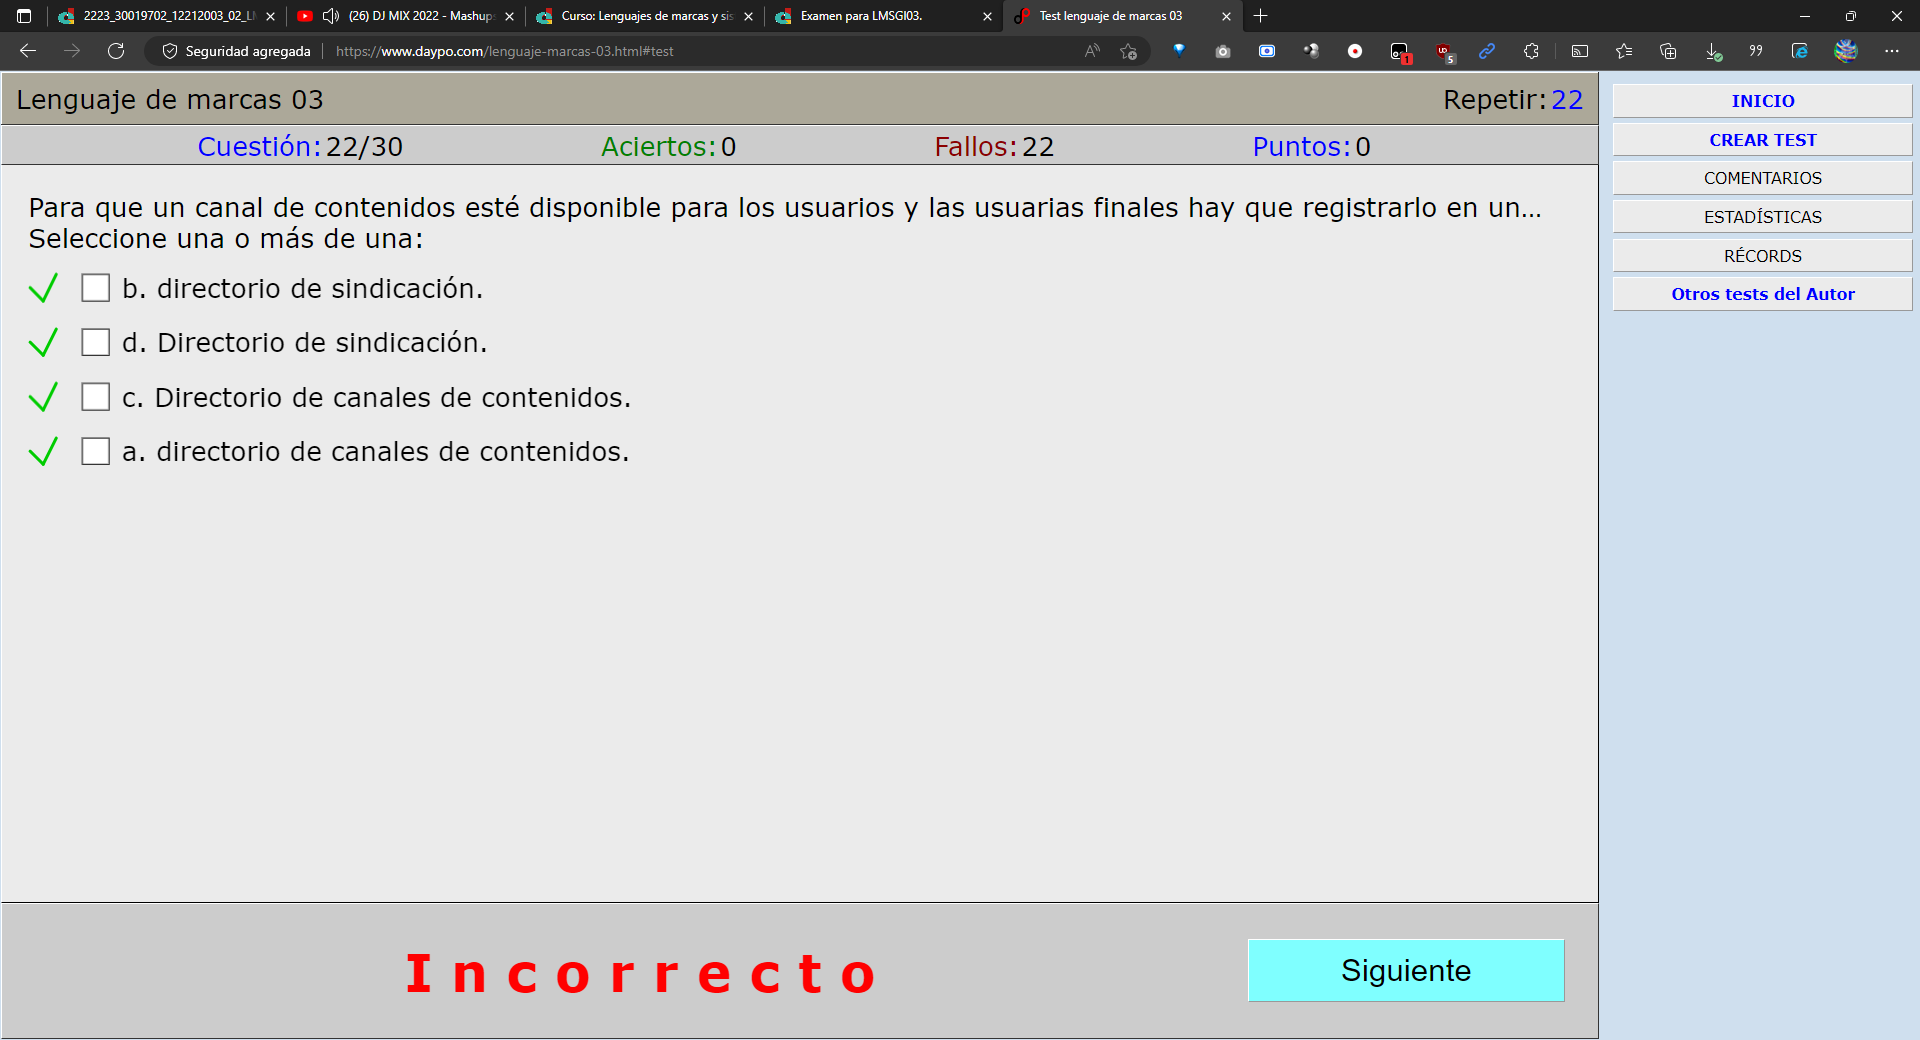 2223_30019702_12212003_02_LM
(26) DJ MIX 2022 - Mashups
Curso: Lenguajes de marcas y sis
Examen para LMSGI03.
Test lenguaje de marcas 03
Seguridad agregada
https://www.daypo.com/lenguaje-marcas-03.html#test
1
5
Lenguaje de marcas 03
Repetir:22
Cuestión:22/30
Aciertos:0
Fallos:22
Puntos:0
Para que un canal de contenidos esté disponible para los usuarios y las usuarias finales hay que registrarlo en un...
Seleccione una o más de una:
b. directorio de sindicación.
d. Directorio de sindicación.
c. Directorio de canales de contenidos.
a. directorio de canales de contenidos.
Incorrecto
Siguiente
INICIO
CREAR TEST
COMENTARIOS
ESTADÍSTICAS
RÉCORDS
Otros tests del Autor